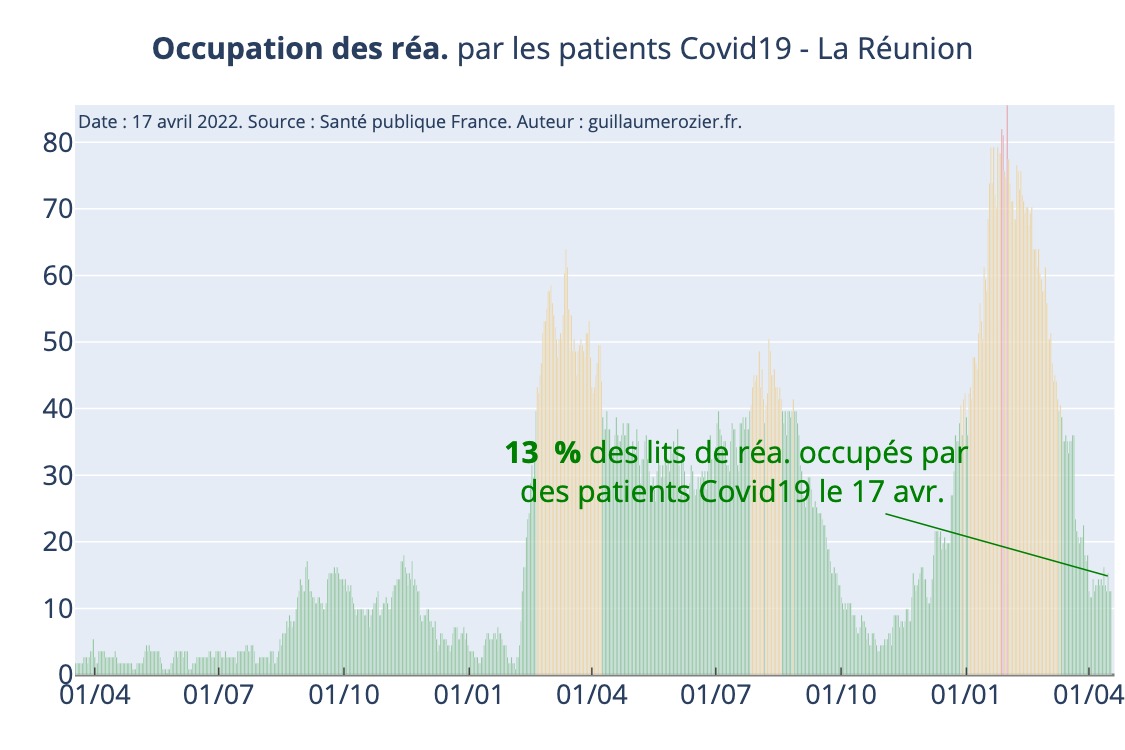 Occupation des réa. par les patients Covid19 - La Réunion
Date : 17 avril 2022. Source : Santé publique France. Auteur : guillaumerozier.fr.
80
70
60
50
40
30
20
10
0
13 % des lits de réa. occupés par
des patients Covid19 le 17 avr.
01/04 01/07 01/10 01/01 01/04 01/07 01/10 01/01 01/04